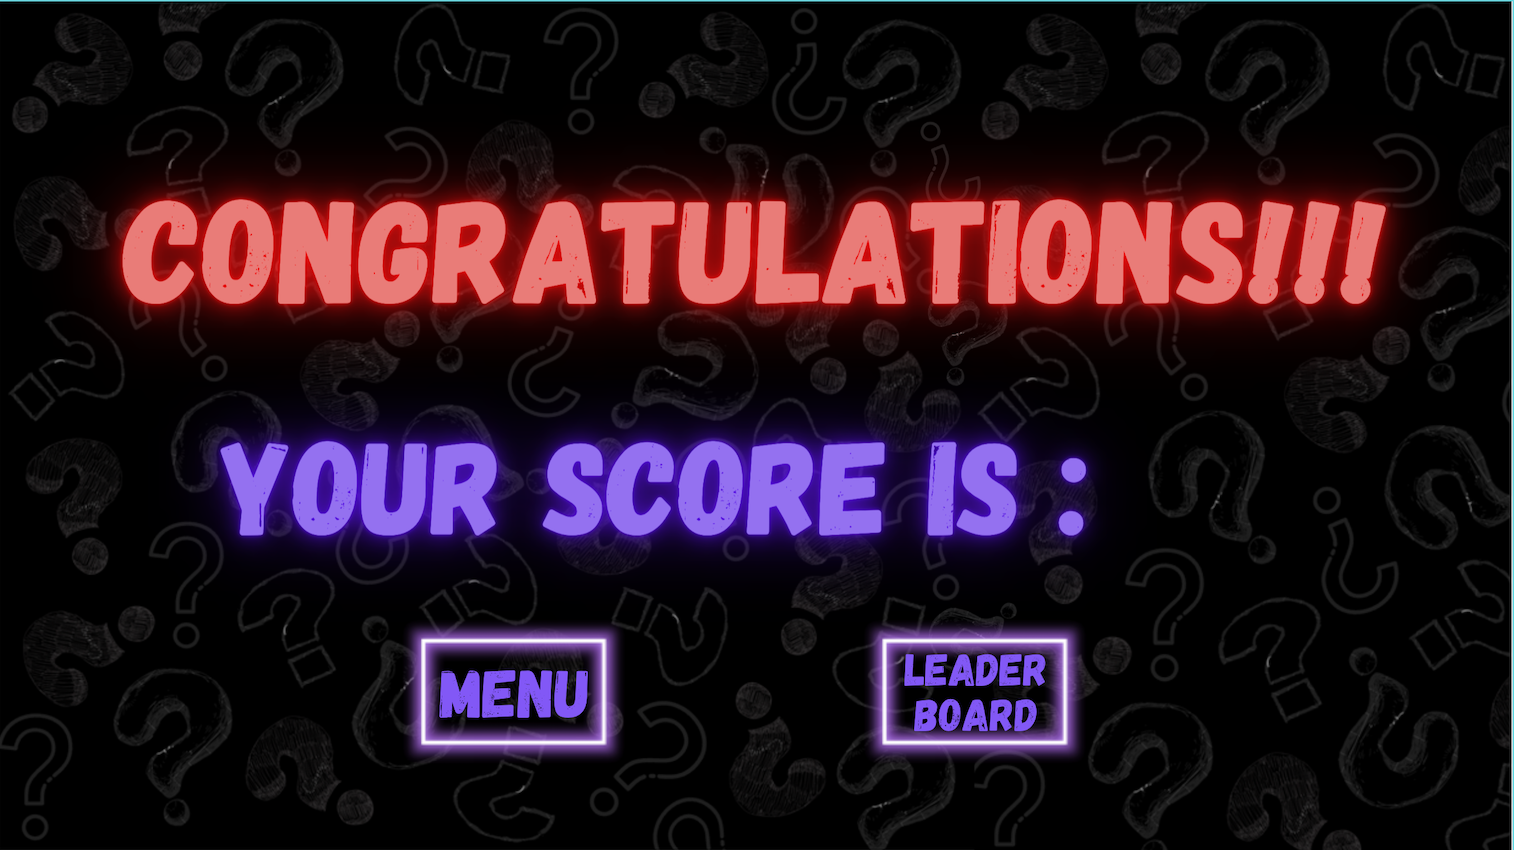 CONGRATULATIONS!!!
YOUR SCORE IS :
MENU
LEADER
BOARD